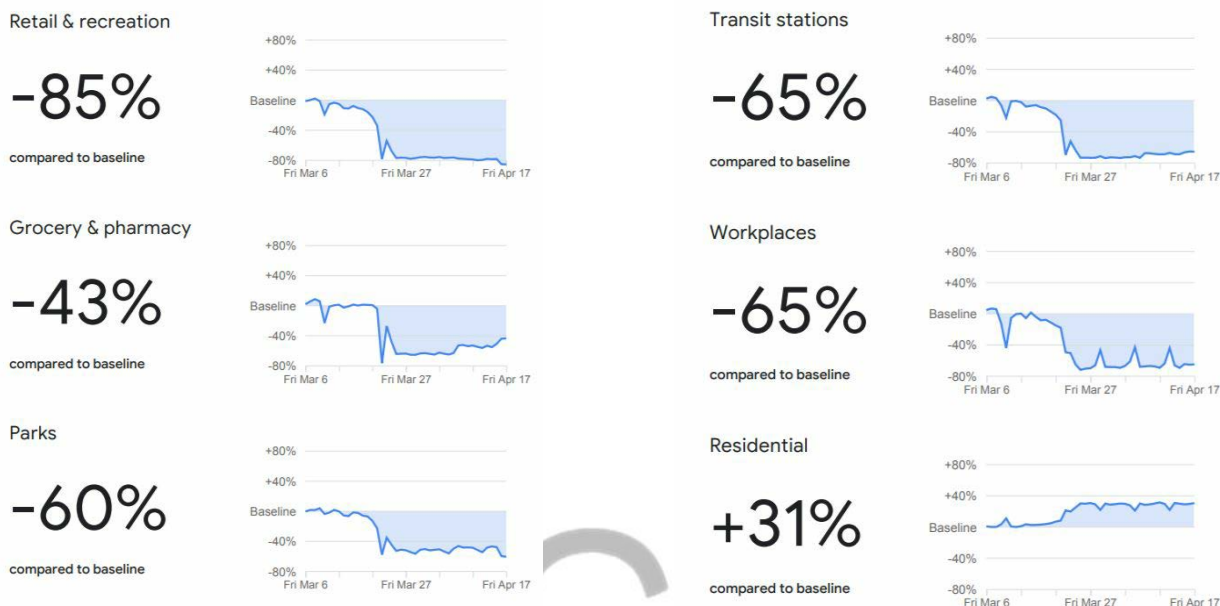 Retail & recreation
-85%
compared to baseline
+80%
+40%
Baseline
-40%
-80%
Fri Mar 6 Fri Mar 27 Fri Apr 17
Transit stations
-65%
compared to baseline
+80%
+40%
Baseline
-40%
-80%
Fri Mar 6 Fri Mar 27 Fri Apr 17
Grocery & pharmacy
-43%
compared to baseline
+80%
+40%
Baseline
-40%
-80%
Fri Mar 6 Fri Mar 27 Fri Apr 17
Workplaces
-65%
compared to baseline
+80%
+40%
Baseline
-40%
-80%
Fri Mar 6 Fri Mar 27 Fri Apr 17
Parks
-60%
compared to baseline
+80%
+40%
Baseline
-40%
-80%
Fri Mar 6 Fri Mar 27 Fri Apr 17
Residential
+31%
compared to baseline
+80%
+40%
Baseline
-40%
-80%
Fri Mar 6 Fri Mar 27 Fri Apr 17